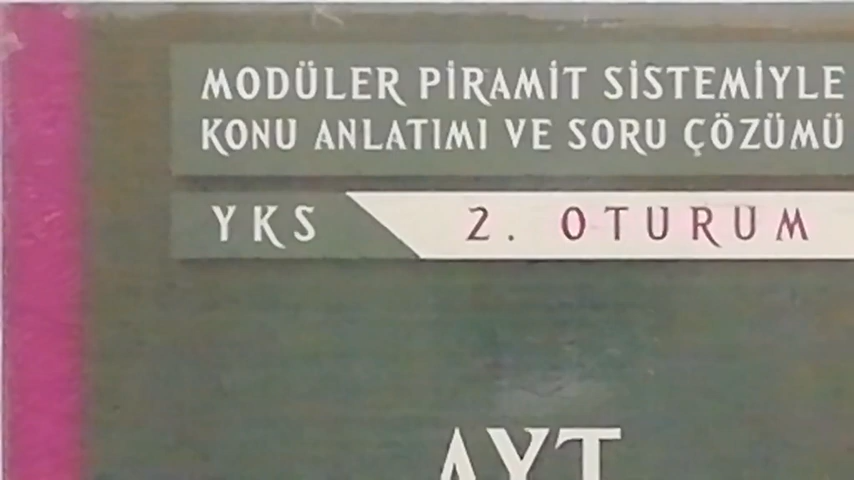 MODÜLER PİRAMİT SİSTEMİYLE
KONU ANLATIMI VE SORU ÇÖZÜMÜ
YKS 2. OTURUM
AYT